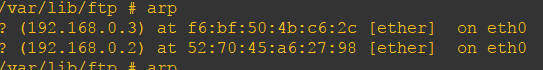 /var/lib/ftp # arp
? (192.168.0.3) at f6:bf:50:4b:c6:2c [ether]  on eth0
? (192.168.0.2) at 52:70:45:a6:27:98 [ether]  on eth0
/var/lib/ftp # arp